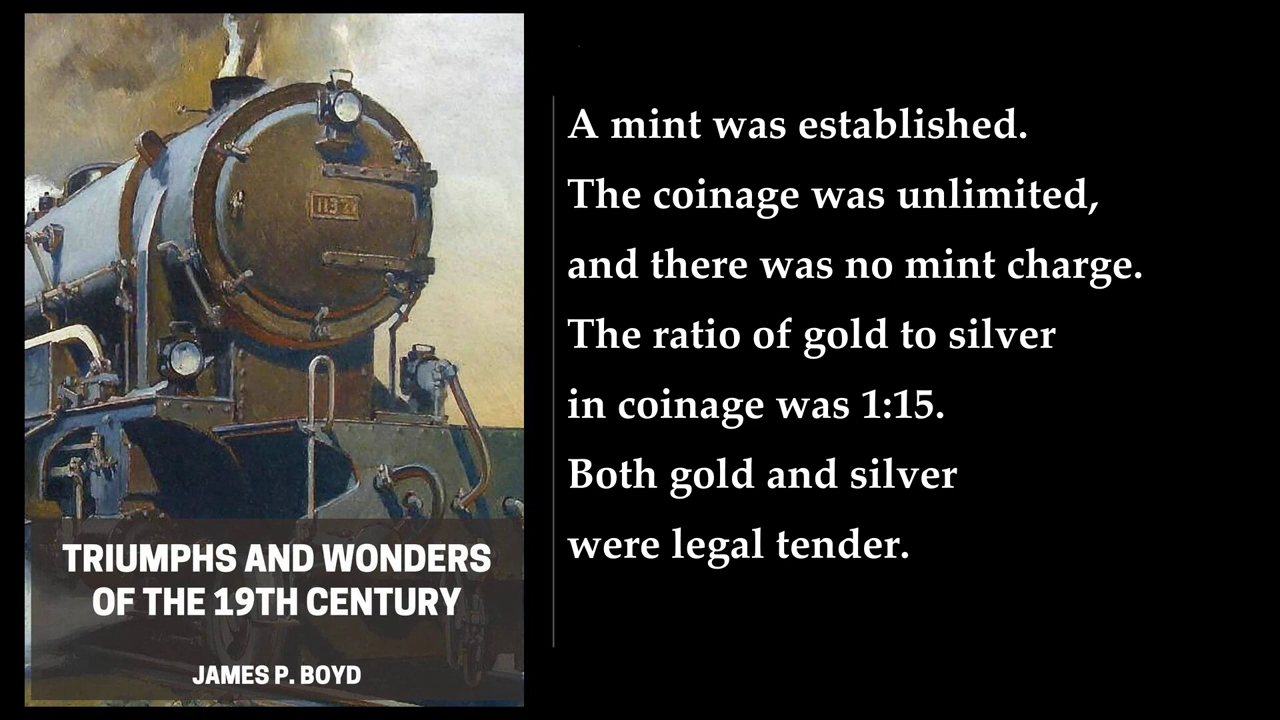 A mint was established.
The coinage was unlimited,
and there was no mint charge.
The ratio of gold to silver
in coinage was 1:15.
Both gold and silver
were legal tender.
TRIUMPHS AND WONDERS
OF THE 19TH CENTURY
JAMES P. BOYD